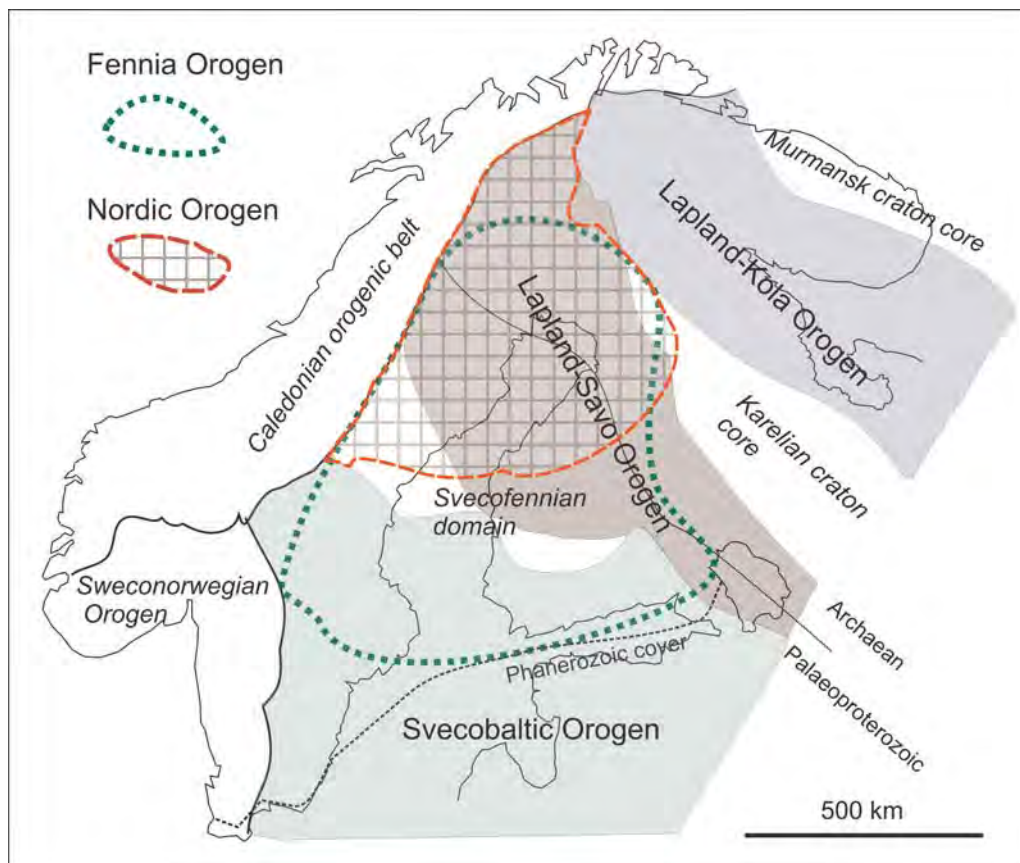 Fennia Orogen
Nordic Orogen
Caledonian orogenic belt
Murmansk craton core
Lapland-Kola Orogen
Lapland-Savo Orogen
Karelian craton
core
Svecofennian
domain
Sweconorwegian
Orogen
Phanerozoic cover
Archaean
Palaeoproterozoic
Svecobaltic Orogen
500 km